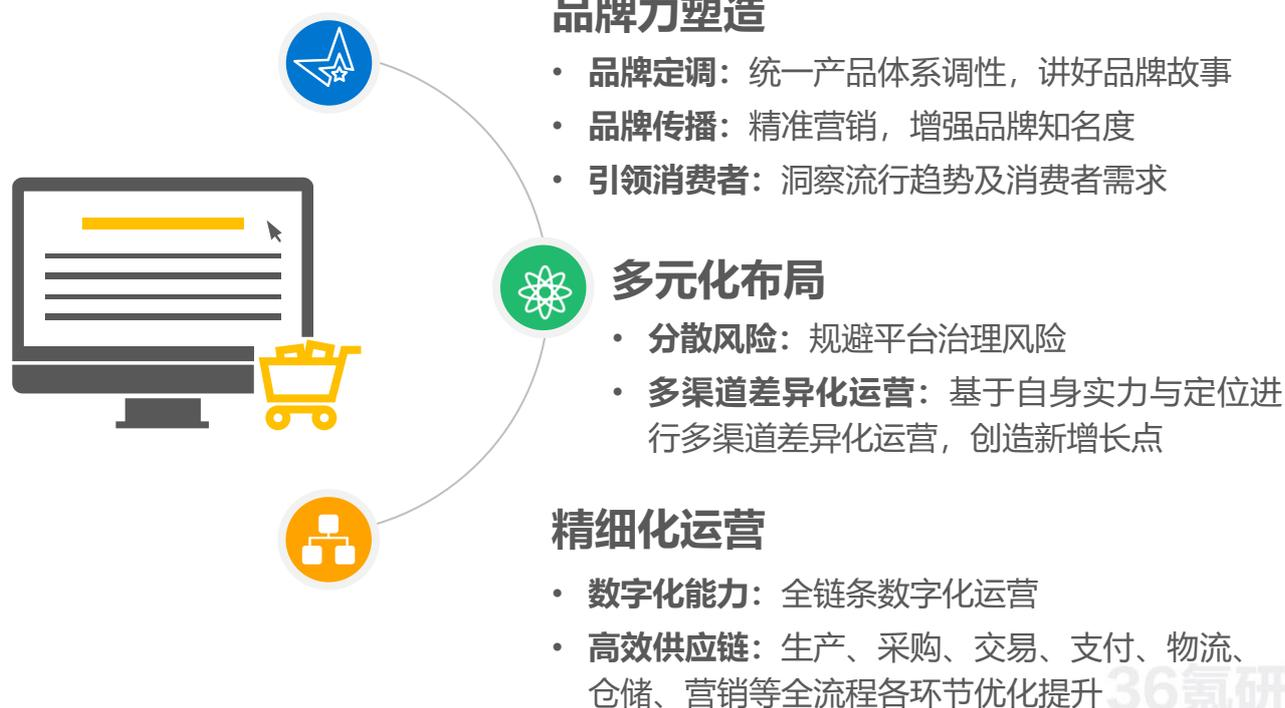 品牌力塑造
• 品牌定调：统一产品体系调性，讲好品牌故事
• 品牌传播：精准营销，增强品牌知名度
• 引领消费者：洞察流行趋势及消费者需求
多元化布局
• 分散风险：规避平台治理风险
• 多渠道差异化运营：基于自身实力与定位进
行多渠道差异化运营，创造新增长点
精细化运营
• 数字化能力：全链条数字化运营
• 高效供应链：生产、采购、交易、支付、物流、
仓储、营销等全流程各环节优化提升
36氪研